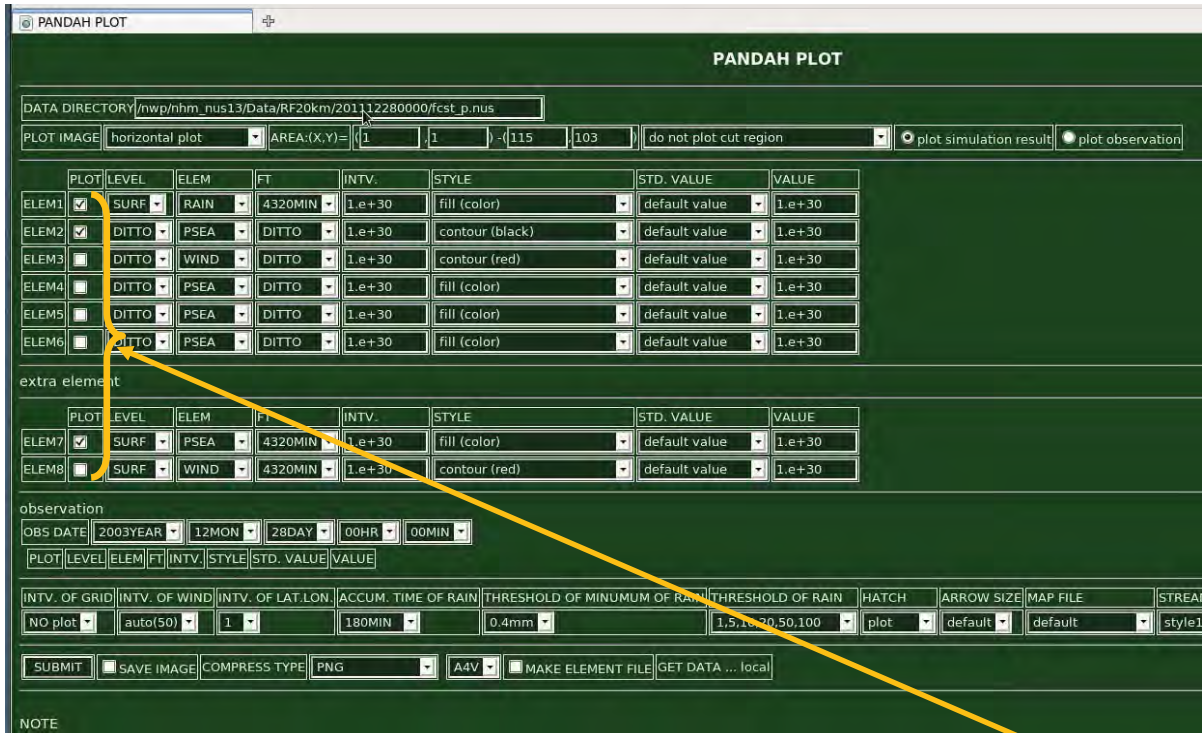 PANDAH PLOT
PANDAH PLOT
DATA DIRECTORY /nwp/nhm_nus13/Data/RF20km/201112280000/fcst_p.nus
PLOT IMAGE horizontal plot AREA:(X,Y)= (1 ,1 ) -(115 ,103 ) do not plot cut region plot simulation result plot observation
PLOT LEVEL ELEM FT INTV. STYLE STD. VALUE VALUE
ELEM1 SURF RAIN 4320MIN 1.e+30 fill (color) default value 1.e+30
ELEM2 DITTO PSEA DITTO 1.e+30 contour (black) default value 1.e+30
ELEM3 DITTO WIND DITTO 1.e+30 contour (red) default value 1.e+30
ELEM4 DITTO PSEA DITTO 1.e+30 fill (color) default value 1.e+30
ELEM5 DITTO PSEA DITTO 1.e+30 fill (color) default value 1.e+30
ELEM6 DITTO PSEA DITTO 1.e+30 fill (color) default value 1.e+30
extra element
PLOT LEVEL ELEM FT INTV. STYLE STD. VALUE VALUE
ELEM7 SURF PSEA 4320MIN 1.e+30 fill (color) default value 1.e+30
ELEM8 SURF WIND 4320MIN 1.e+30 contour (red) default value 1.e+30
observation
OBS DATE 2003YEAR 12MON 28DAY 00HR 00MIN
PLOT LEVEL ELEM FT INTV. STYLE STD. VALUE VALUE
INTV. OF GRID INTV. OF WIND INTV. OF LAT.LON. ACCUM. TIME OF RAIN THRESHOLD OF MINUMUM OF RAIN THRESHOLD OF RAIN HATCH ARROW SIZE MAP FILE STREA
NO plot auto(50) 1 180MIN 0.4mm 1,5,10,20,50,100 plot default default style1
SUBMIT SAVE IMAGE COMPRESS TYPE PNG A4V MAKE ELEMENT FILE GET DATA ... local
NOTE